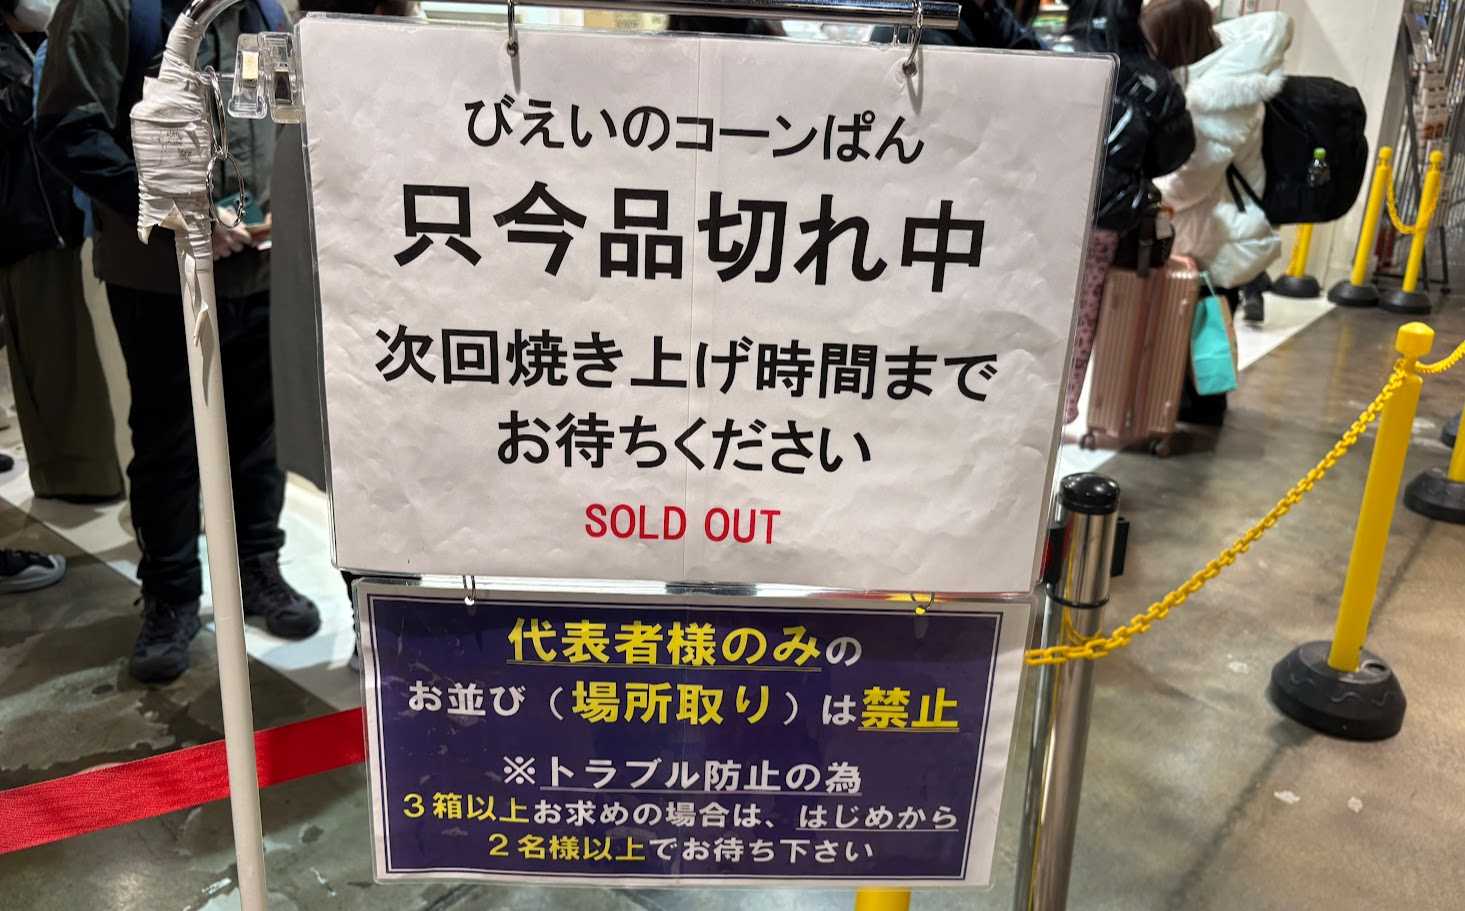 びえいのコーンぱん
只今品切れ中
次回焼き上げ時間まで
お待ちください
SOLD OUT
代表者様のみの
お並び（場所取り）は禁止
※トラブル防止の為
３箱以上お求めの場合は、はじめから
２名様以上でお待ち下さい